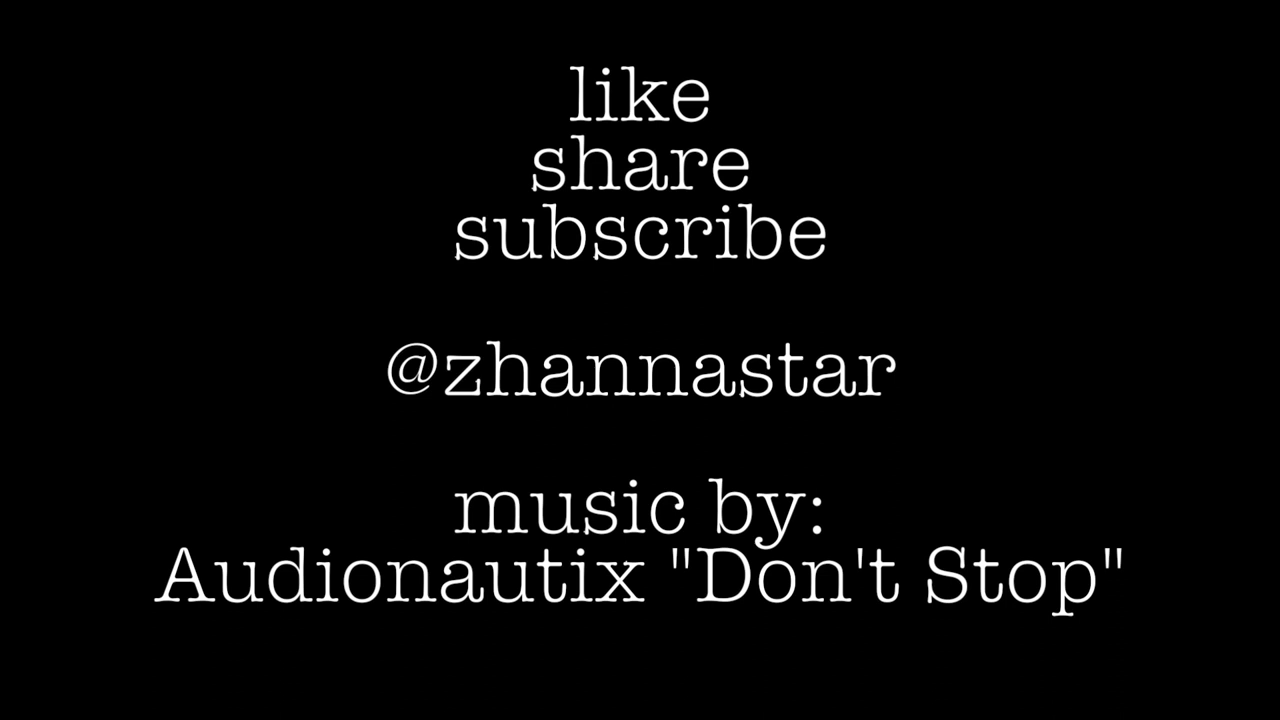 like
share
subscribe
@zhannastar
music by:
Audionautix "Don't Stop"